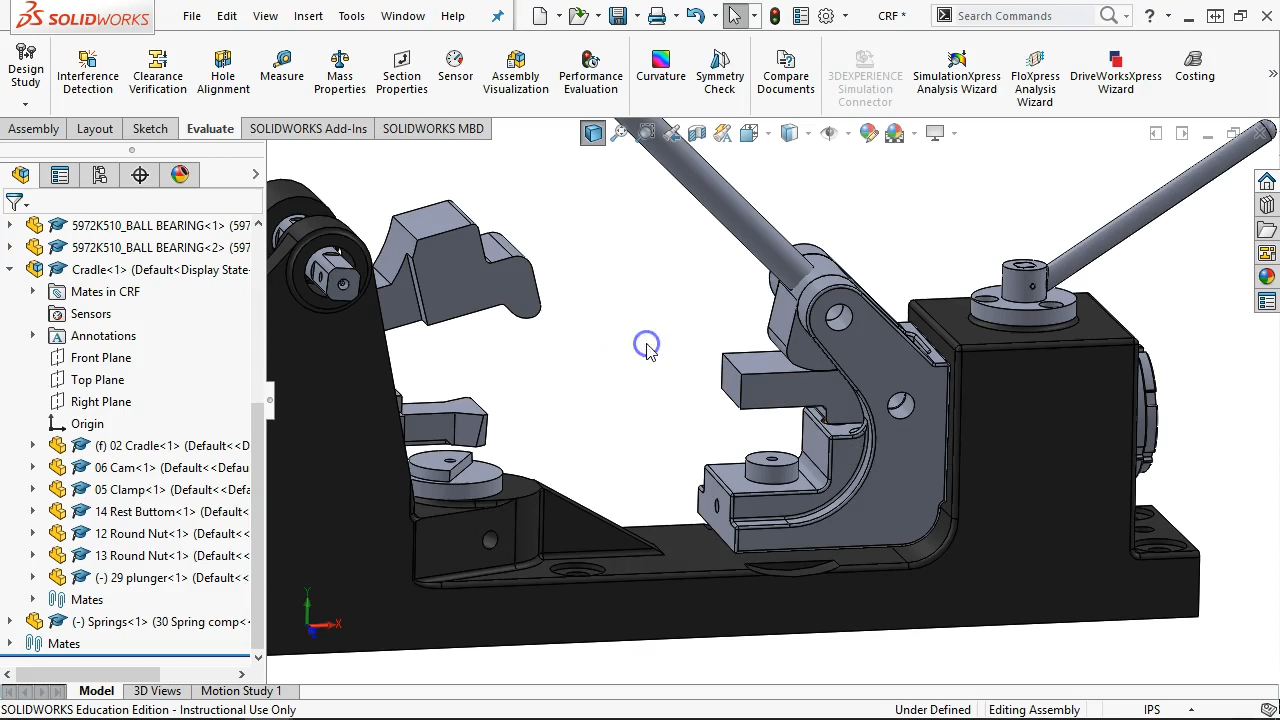 SOLIDWORKS
File Edit View Insert Tools Window Help
CRF *
Search Commands
Design Study
Interference Detection
Clearance Verification
Hole Alignment
Measure
Mass Properties
Section Properties
Sensor
Assembly Visualization
Performance Evaluation
Curvature
Symmetry Check
Compare Documents
3DEXPERIENCE Simulation Connector
SimulationXpress Analysis Wizard
FloXpress Analysis Wizard
DriveWorksXpress Wizard
Costing
Assembly Layout Sketch Evaluate SOLIDWORKS Add-Ins SOLIDWORKS MBD
5972K510_BALL BEARING<1> (597
5972K510_BALL BEARING<2> (597
Cradle<1> (Default<Display State-
Mates in CRF
Sensors
Annotations
Front Plane
Top Plane
Right Plane
Origin
(f) 02 Cradle<1> (Default<<D
06 Cam<1> (Default<<Defau
05 Clamp<1> (Default<<Defa
14 Rest Buttom<1> (Default<
12 Round Nut<1> (Default<<
13 Round Nut<1> (Default<<
(-) 29 plunger<1> (Default<<
Mates
(-) Springs<1> (30 Spring comp<
Mates
Y
X
Model 3D Views Motion Study 1
SOLIDWORKS Education Edition - Instructional Use Only
Under Defined Editing Assembly IPS